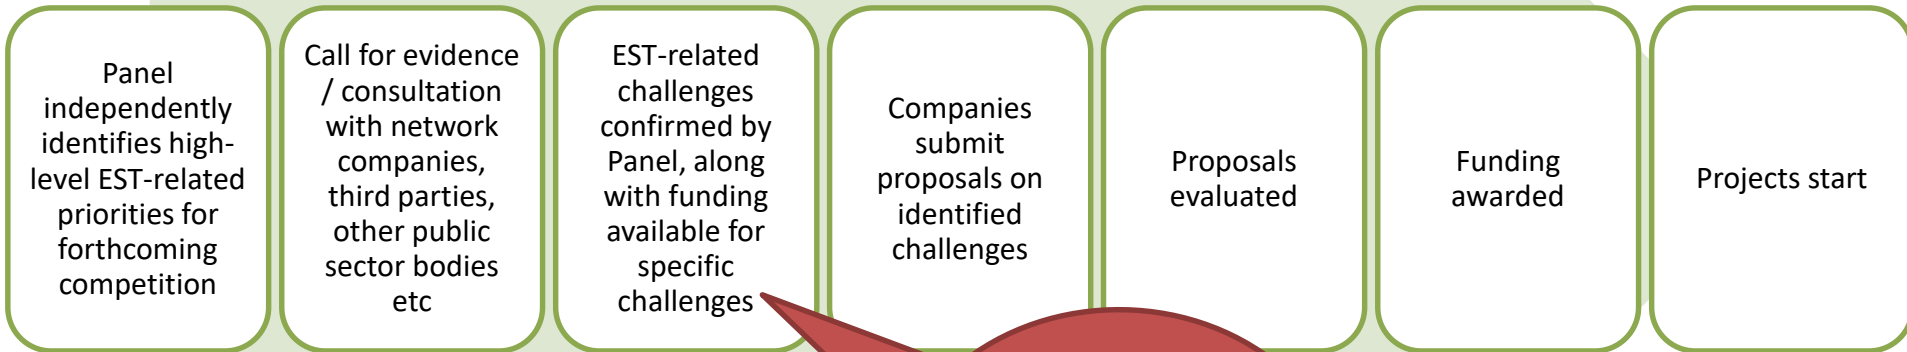 Panel
independently
identifies high-
level EST-related
priorities for
forthcoming
competition
Call for evidence
/ consultation
with network
companies,
third parties,
other public
sector bodies
etc
EST-related
challenges
confirmed by
Panel, along
with funding
available for
specific
challenges
Companies
submit
proposals on
identified
challenges
Proposals
evaluated
Funding
awarded
Projects start